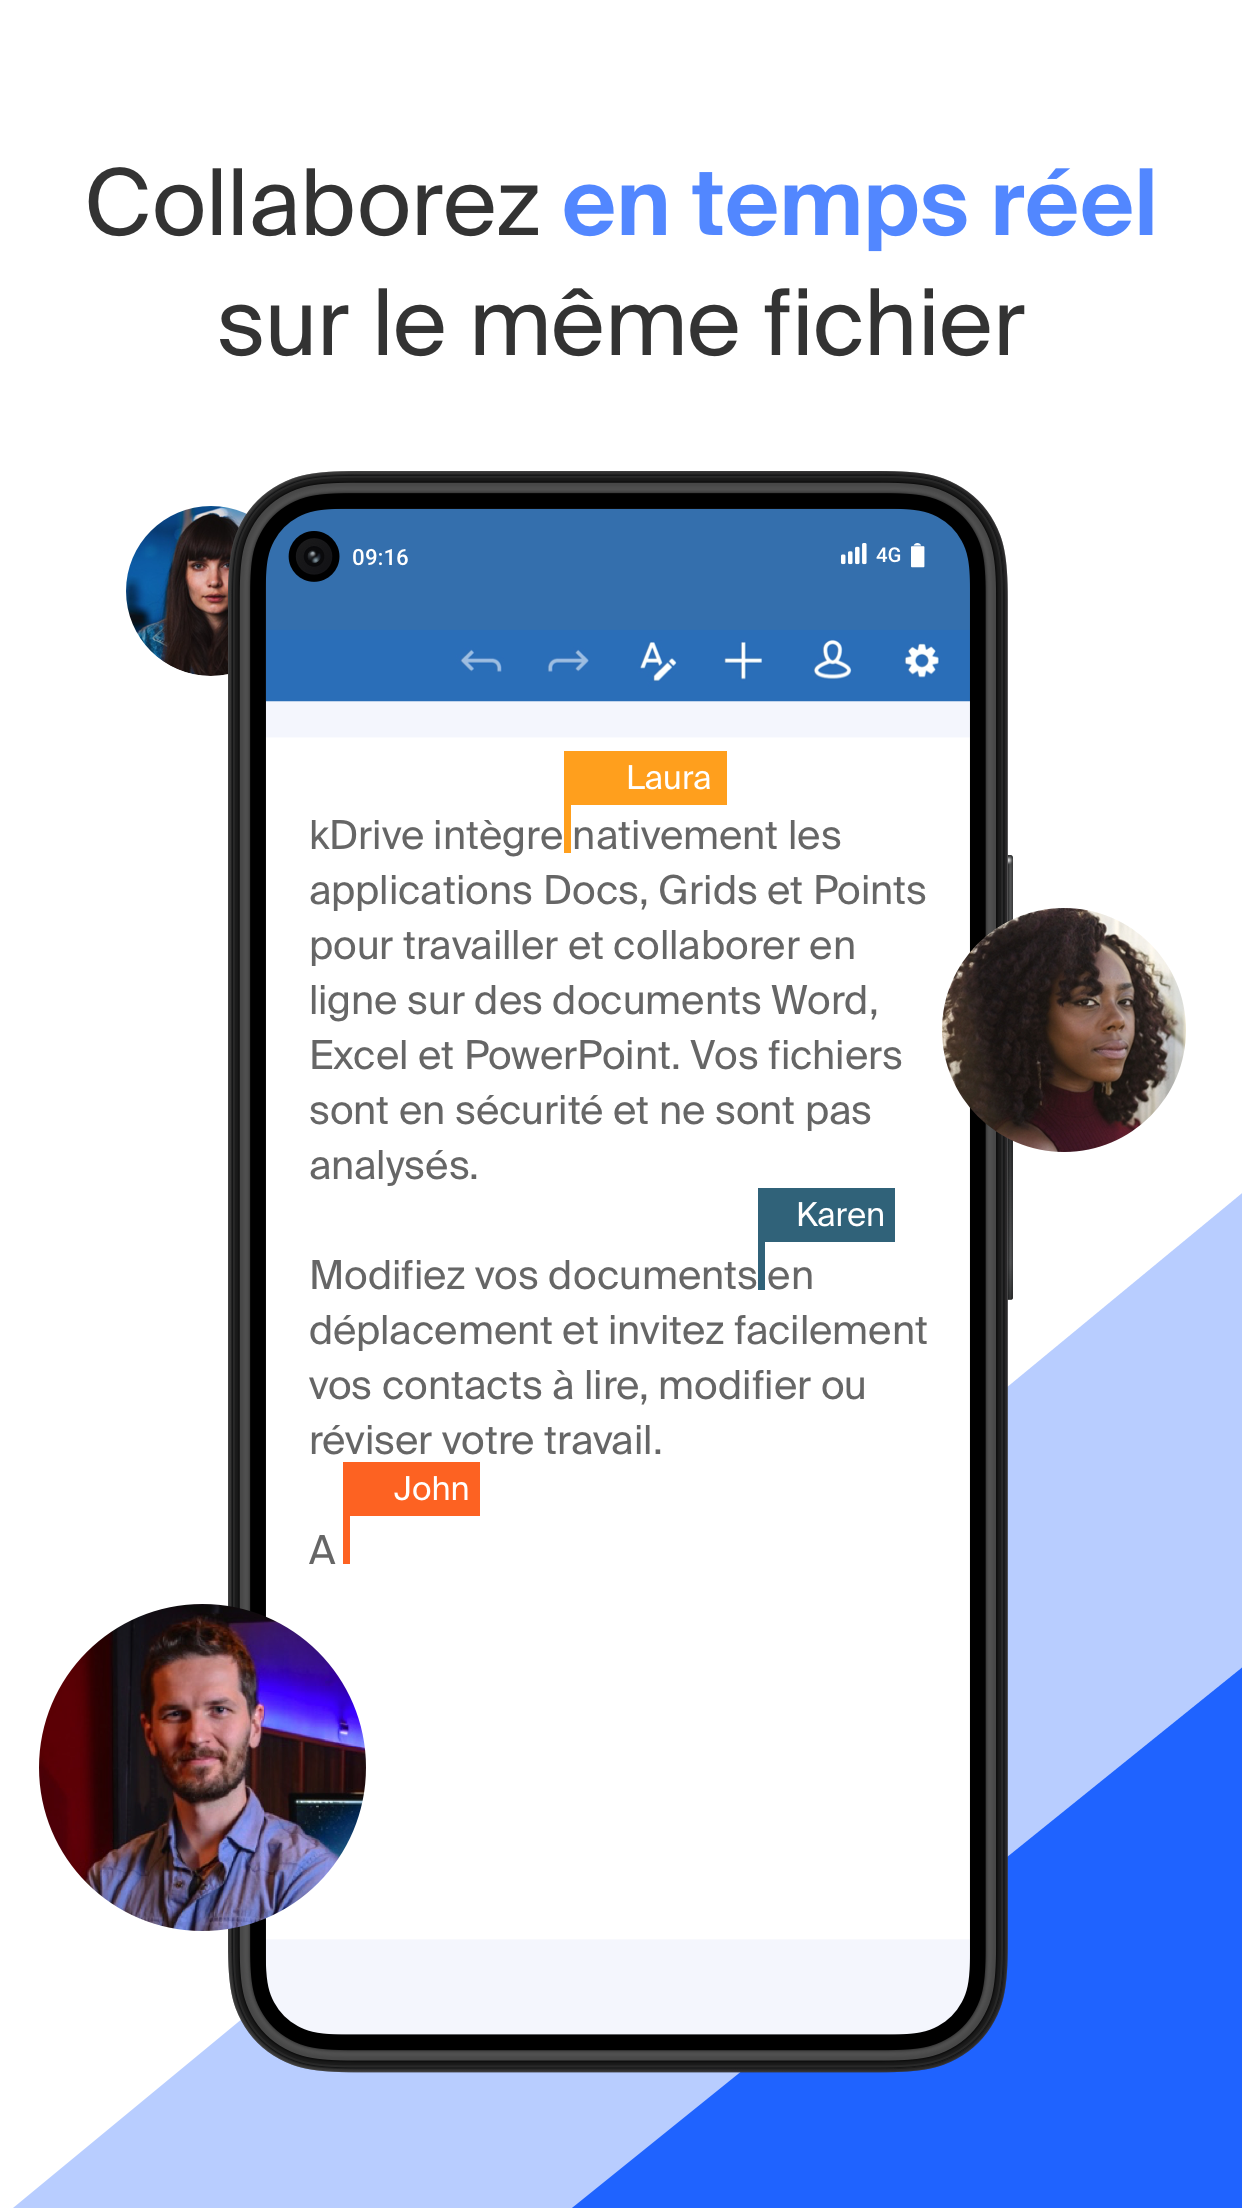 Collaborez en temps réel
sur le même fichier
09:16
4G
Laura
kDrive intègre nativement les
applications Docs, Grids et Points
pour travailler et collaborer en
ligne sur des documents Word,
Excel et PowerPoint. Vos fichiers
sont en sécurité et ne sont pas
analysés.
Karen
Modifiez vos documents en
déplacement et invitez facilement
vos contacts à lire, modifier ou
réviser votre travail.
John
A